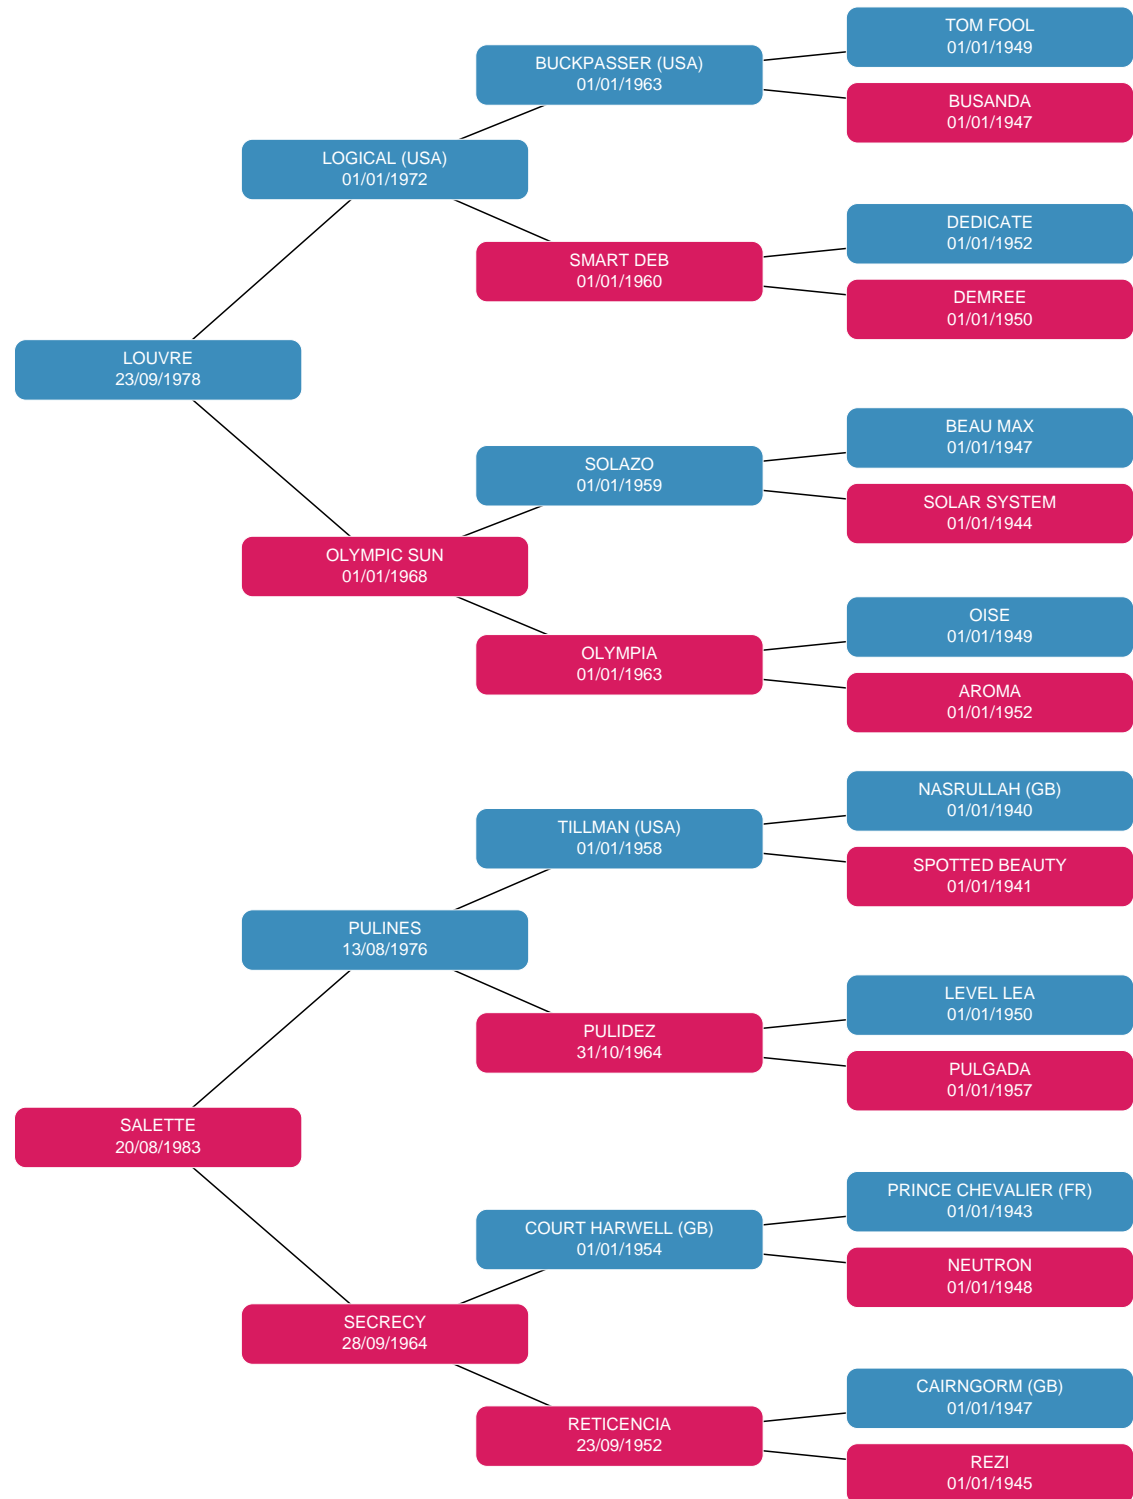 TOM FOOL
01/01/1949
BUCKPASSER (USA)
01/01/1963
BUSANDA
01/01/1947
LOGICAL (USA)
01/01/1972
DEDICATE
01/01/1952
SMART DEB
01/01/1960
DEMREE
01/01/1950
LOUVRE
23/09/1978
BEAU MAX
01/01/1947
SOLAZO
01/01/1959
SOLAR SYSTEM
01/01/1944
OLYMPIC SUN
01/01/1968
OISE
01/01/1949
OLYMPIA
01/01/1963
AROMA
01/01/1952
NASRULLAH (GB)
01/01/1940
TILLMAN (USA)
01/01/1958
SPOTTED BEAUTY
01/01/1941
PULINES
13/08/1976
LEVEL LEA
01/01/1950
PULIDEZ
31/10/1964
PULGADA
01/01/1957
SALETTE
20/08/1983
PRINCE CHEVALIER (FR)
01/01/1943
COURT HARWELL (GB)
01/01/1954
NEUTRON
01/01/1948
SECRECY
28/09/1964
CAIRNGORM (GB)
01/01/1947
RETICENCIA
23/09/1952
REZI
01/01/1945